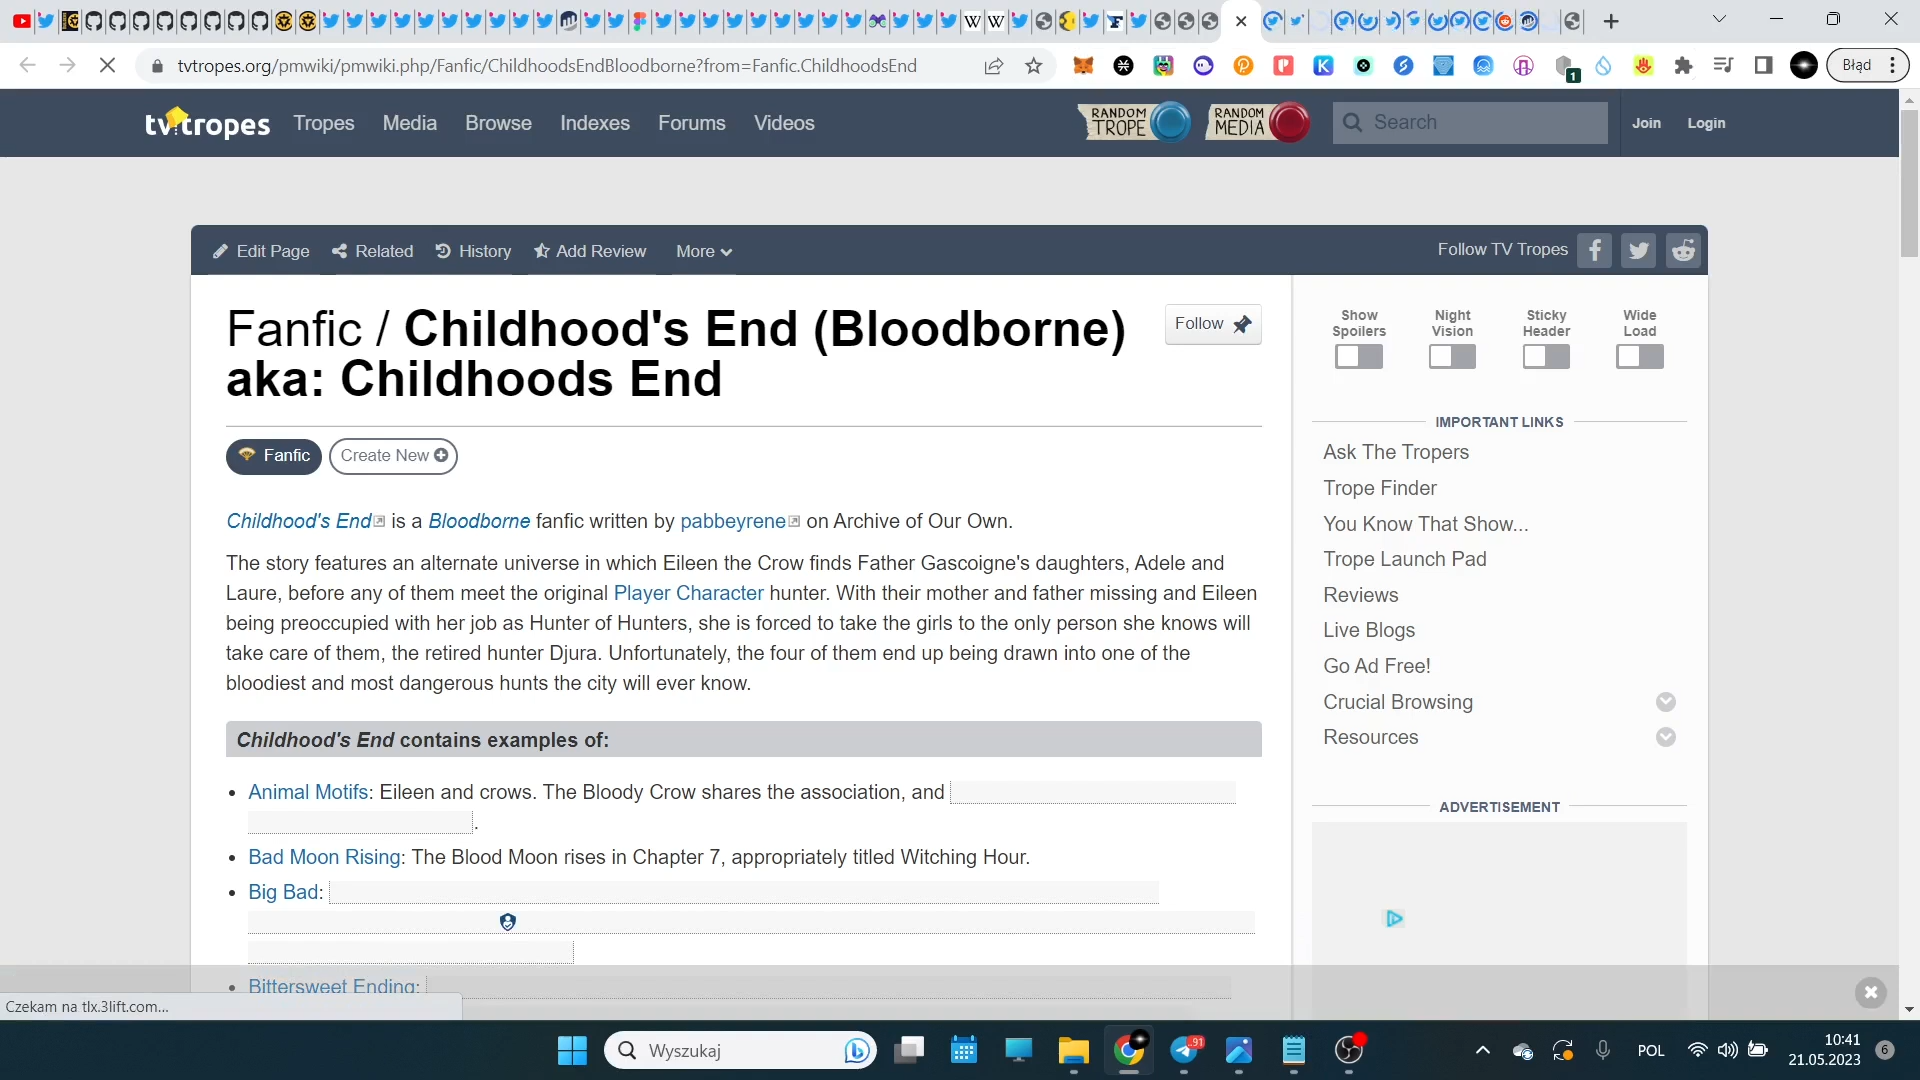 tvtropes.org/pmwiki/pmwiki.php/Fanfic/ChildhoodsEndBloodborne?from=Fanfic.ChildhoodsEnd
1
Błąd
tvtropes
Tropes
Media
Browse
Indexes
Forums
Videos
RANDOM TROPE
RANDOM MEDIA
Search
Join
Login
Edit Page
Related
History
Add Review
More
Follow TV Tropes
Fanfic / Childhood's End (Bloodborne)
aka: Childhoods End
Follow
Fanfic
Create New
Childhood's End is a Bloodborne fanfic written by pabbeyrene on Archive of Our Own.
The story features an alternate universe in which Eileen the Crow finds Father Gascoigne's daughters, Adele and
Laure, before any of them meet the original Player Character hunter. With their mother and father missing and Eileen
being preoccupied with her job as Hunter of Hunters, she is forced to take the girls to the only person she knows will
take care of them, the retired hunter Djura. Unfortunately, the four of them end up being drawn into one of the
bloodiest and most dangerous hunts the city will ever know.
Childhood's End contains examples of:
• Animal Motifs: Eileen and crows. The Bloody Crow shares the association, and
.
• Bad Moon Rising: The Blood Moon rises in Chapter 7, appropriately titled Witching Hour.
• Big Bad:
• Bittersweet Ending:
Show Spoilers
Night Vision
Sticky Header
Wide Load
IMPORTANT LINKS
Ask The Tropers
Trope Finder
You Know That Show...
Trope Launch Pad
Reviews
Live Blogs
Go Ad Free!
Crucial Browsing
Resources
ADVERTISEMENT
Czekam na tlx.3lift.com...
Wyszukaj
91
POL
10:41
21.05.2023
6